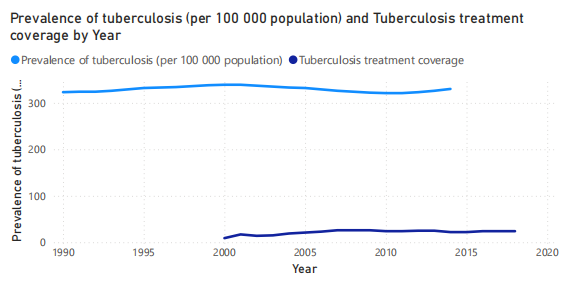 Prevalence of tuberculosis (per 100 000 population) and Tuberculosis treatment
coverage by Year
Prevalence of tuberculosis (per 100 000 population) Tuberculosis treatment coverage
Prevalence of tuberculosis (...
300
200
100
0
1990 1995 2000 2005 2010 2015 2020
Year